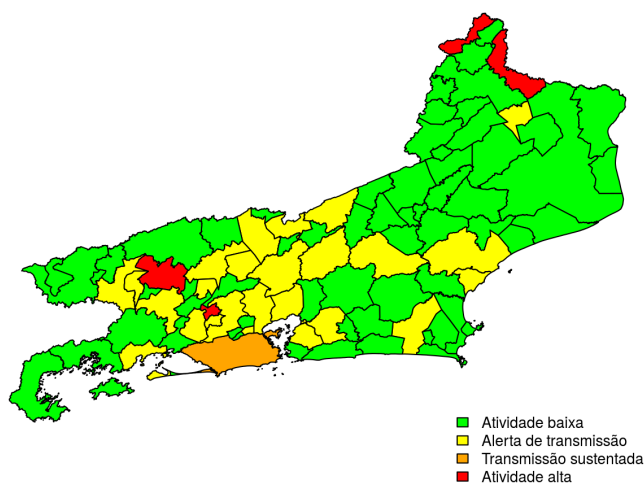 Atividade baixa
Alerta de transmissão
Transmissão sustentada
Atividade alta